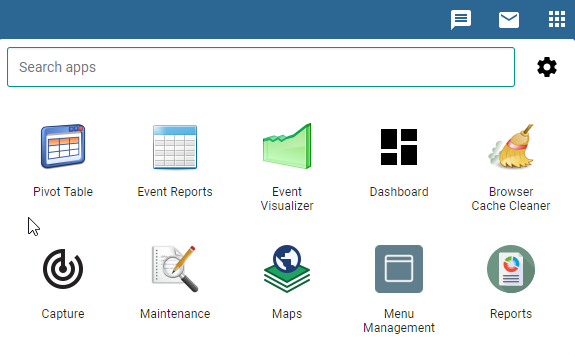 Search apps
Pivot Table
Event Reports
Event
Visualizer
Dashboard
Browser
Cache Cleaner
Capture
Maintenance
Maps
Menu
Management
Reports